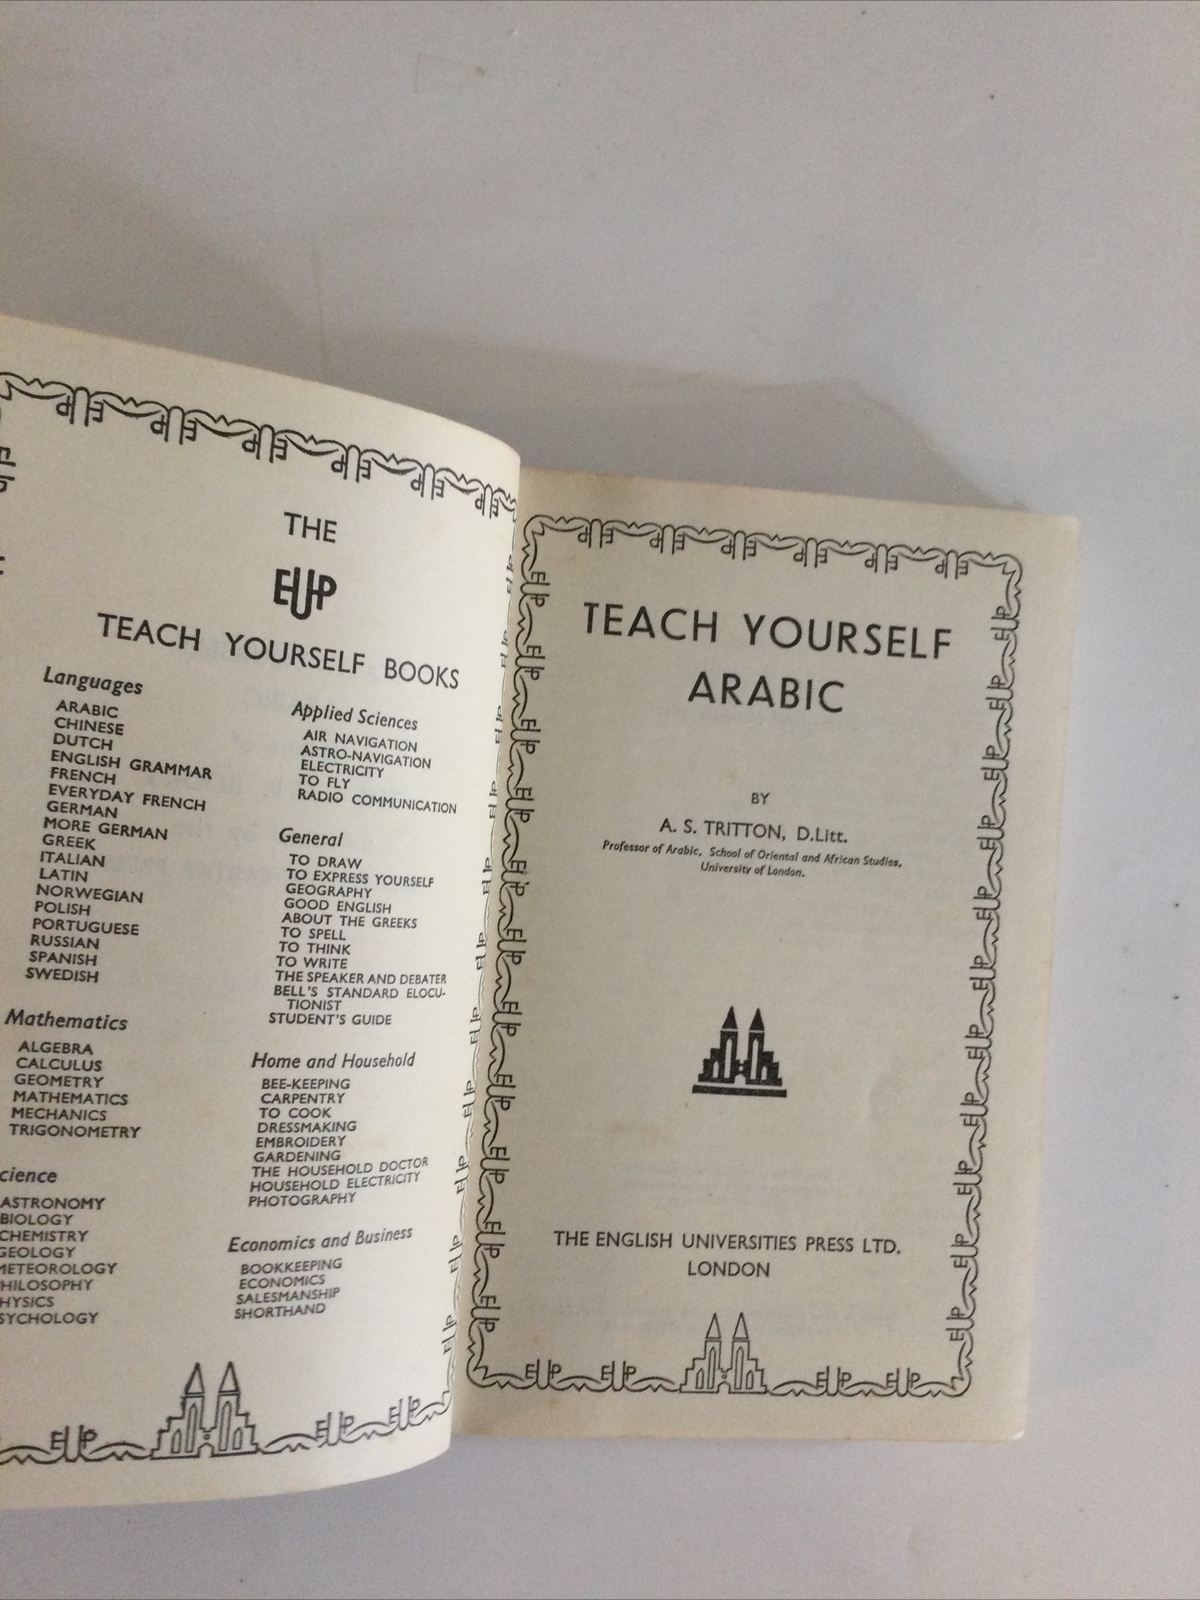 THE
EUP
TEACH YOURSELF BOOKS
Languages
ARABIC
CHINESE
DUTCH
ENGLISH GRAMMAR
FRENCH
EVERYDAY FRENCH
GERMAN
MORE GERMAN
GREEK
ITALIAN
LATIN
NORWEGIAN
POLISH
PORTUGUESE
RUSSIAN
SPANISH
SWEDISH
Mathematics
ALGEBRA
CALCULUS
GEOMETRY
MATHEMATICS
MECHANICS
TRIGONOMETRY
cience
ASTRONOMY
BIOLOGY
CHEMISTRY
GEOLOGY
METEOROLOGY
HILOSOPHY
HYSICS
SYCHOLOGY
Applied Sciences
AIR NAVIGATION
ASTRO-NAVIGATION
ELECTRICITY
TO FLY
RADIO COMMUNICATION
General
TO DRAW
TO EXPRESS YOURSELF
GEOGRAPHY
GOOD ENGLISH
ABOUT THE GREEKS
TO SPELL
TO THINK
TO WRITE
THE SPEAKER AND DEBATER
BELL'S STANDARD ELOCU-
TIONIST
STUDENT'S GUIDE
Home and Household
BEE-KEEPING
CARPENTRY
TO COOK
DRESSMAKING
EMBROIDERY
GARDENING
THE HOUSEHOLD DOCTOR
HOUSEHOLD ELECTRICITY
PHOTOGRAPHY
Economics and Business
BOOKKEEPING
ECONOMICS
SALESMANSHIP
SHORTHAND
TEACH YOURSELF
ARABIC
BY
A. S. TRITTON, D.Litt.
Professor of Arabic, School of Oriental and African Studies,
University of London.
THE ENGLISH UNIVERSITIES PRESS LTD.
LONDON